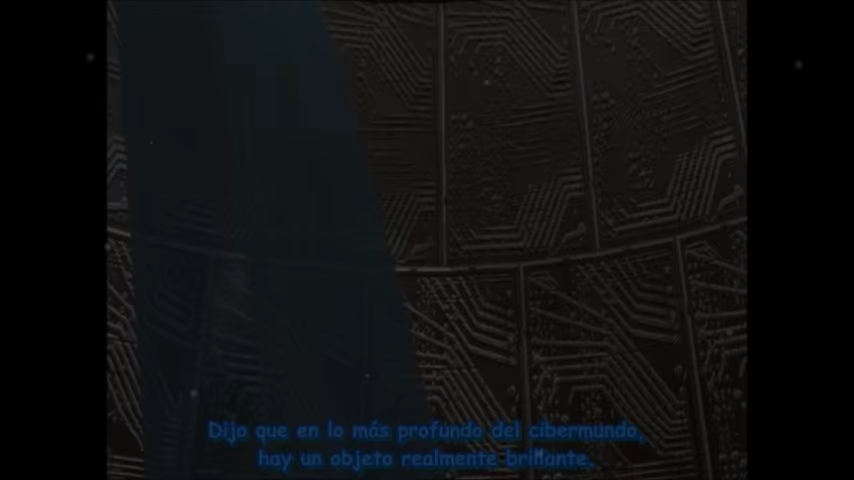 Dijo que en lo más profundo del cibermundo,
hay un objeto realmente brillante.